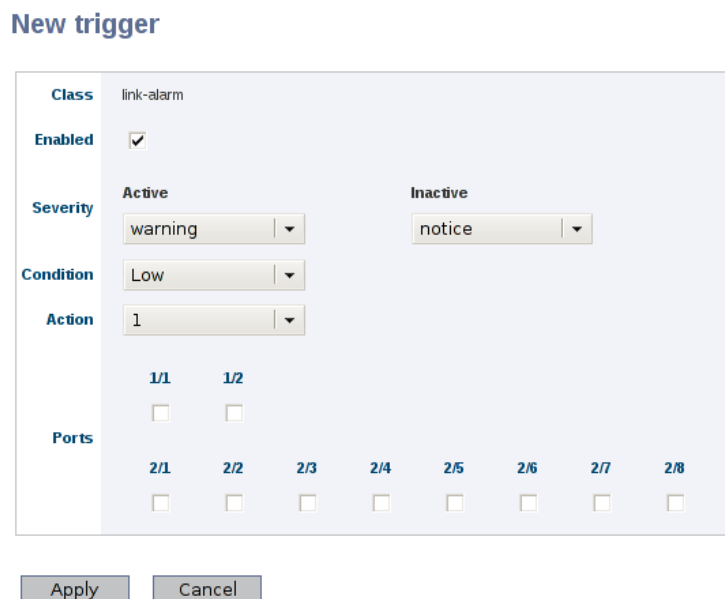 New trigger
Class link-alarm
Enabled
Active Inactive
Severity
warning notice
Condition Low
Action 1
1/1 1/2
Ports
2/1 2/2 2/3 2/4 2/5 2/6 2/7 2/8
Apply Cancel